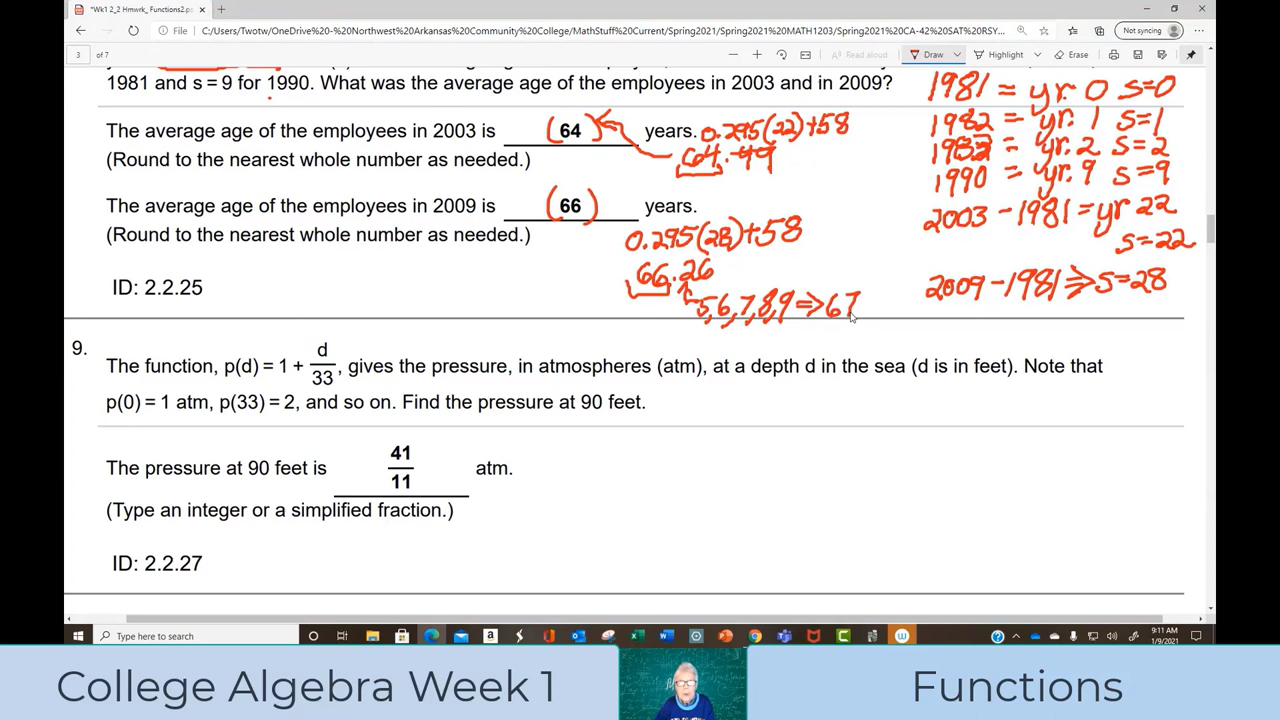 *Wk1 2_2 Hmwrk_ Functions2.p
File
C:/Users/Twotw/OneDrive%20-%20Northwest%20Arkansas%20Community%20College/MathStuff%20Current/Spring2021/Spring2021%20MATH1203/Spring2021%20CA-42%20SAT%20RSY...
Not syncing
3 of 7
Read aloud
Draw
Highlight
Erase
1981 and s = 9 for 1990. What was the average age of the employees in 2003 and in 2009?
The average age of the employees in 2003 is (64) years. 0.295(22)+58
(Round to the nearest whole number as needed.) 64.49
The average age of the employees in 2009 is (66) years.
(Round to the nearest whole number as needed.) 0.295(28)+58
66.26
5,6,7,8,9 ⇒ 67
ID: 2.2.25
1981 = yr. 0 s=0
1982 = yr. 1 s=1
1983 = yr. 2 s=2
1990 = yr. 9 s=9
2003 - 1981 = yr 22
s=22
2009 - 1981 ⇒ s=28
9.
The function, p(d) = 1 + d/33, gives the pressure, in atmospheres (atm), at a depth d in the sea (d is in feet). Note that
p(0) = 1 atm, p(33) = 2, and so on. Find the pressure at 90 feet.
The pressure at 90 feet is 41/11 atm.
(Type an integer or a simplified fraction.)
ID: 2.2.27
Type here to search
9:11 AM
1/9/2021
College Algebra Week 1
Functions